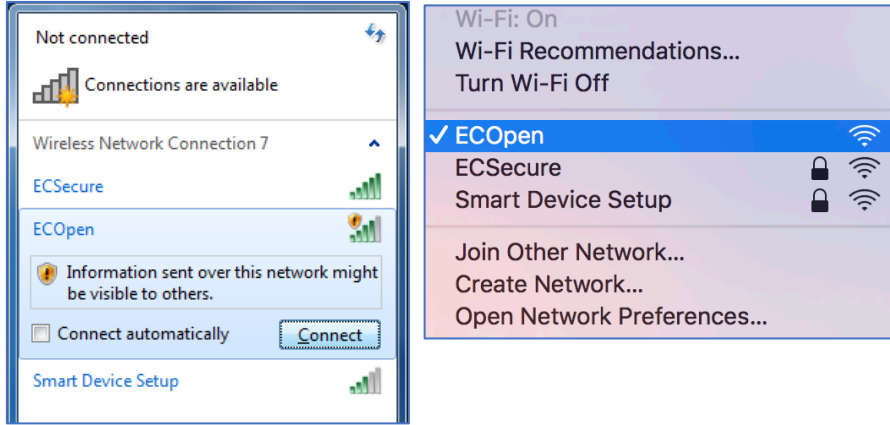 Not connected
Connections are available
Wireless Network Connection 7
ECSecure
ECOpen
Information sent over this network might
be visible to others.
Connect automatically
Connect
Smart Device Setup
Wi-Fi: On
Wi-Fi Recommendations...
Turn Wi-Fi Off
ECOpen
ECSecure
Smart Device Setup
Join Other Network...
Create Network...
Open Network Preferences...